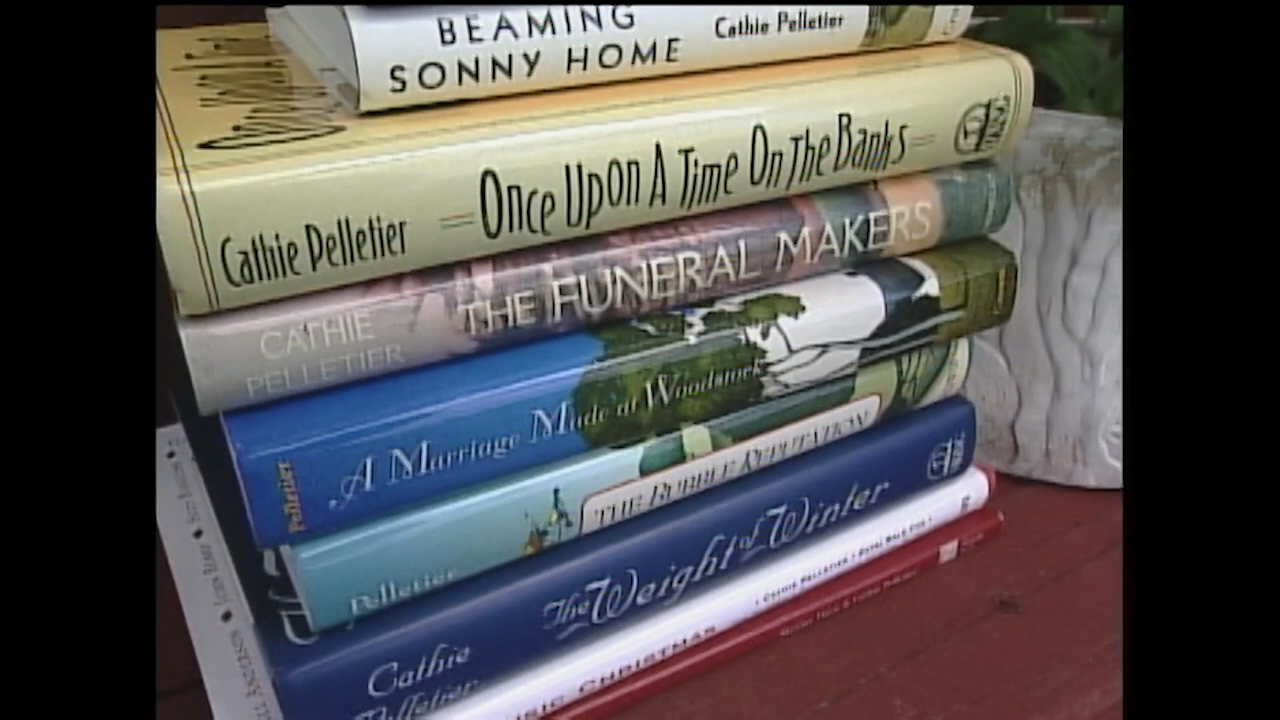 BEAMING
SONNY HOME
Cathie Pelletier
Cathie Pelletier
Once Upon A Time On The Banks
CATHIE
PELLETIER
THE FUNERAL MAKERS
Pelletier
A Marriage Made at Woodstock
Pelletier
THE BUBBLE REPUTATION
Cathie
Pelletier
The Weight of Winter
CHRISTMAS